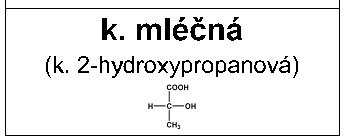 k. mléčná
(k. 2-hydroxypropanová)
COOH
H C OH
CH₃